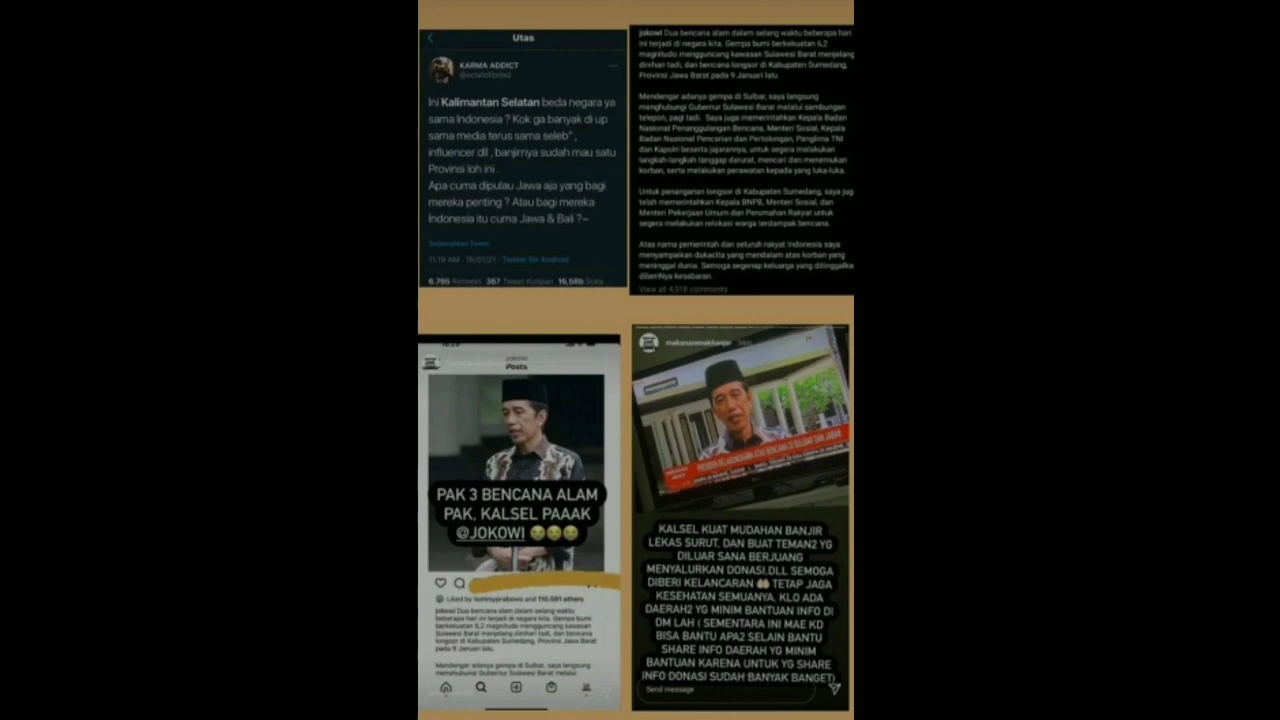 Utas
KARMA ADDICT
Ini Kalimantan Selatan beda negara ya
sama Indonesia ? Kok ga banyak di up
sama media terus sama seleb" ,
influencer dll , banjirnya sudah mau satu
Provinsi loh ini .
Apa cuma dipulau Jawa aja yang bagi
mereka penting ? Atau bagi mereka
Indonesia itu cuma Jawa & Bali ?~
Terjemahkan Tweet
11.19 AM · 15/01/21 · Twitter for Android
6.795 Retweet 367 Tweet Kutipan Suka
jokowi Dua bencana alam dalam selang waktu beberapa hari
ini terjadi di negara kita. Gempa bumi berkekuatan 6,2
magnitudo mengguncang kawasan Sulawesi Barat menjelang
dinihari tadi, dan bencana longsor di Kabupaten Sumedang,
Provinsi Jawa Barat pada 9 Januari lalu.
Mendengar adanya gempa di Sulbar, saya langsung
menghubungi Gubernur Sulawesi Barat melalui sambungan
telepon, pagi tadi. Saya juga memerintahkan Kepala Badan
Nasional Penanggulangan Bencana, Menteri Sosial, Kepala
Badan Nasional Pencarian dan Pertolongan, Panglima TNI
dan Kapolri beserta jajarannya, untuk segera melakukan
langkah-langkah tanggap darurat, mencari dan menemukan
korban, serta melakukan perawatan kepada yang luka-luka.
Untuk penanganan longsor di Kabupaten Sumedang, saya jug
telah memerintahkan Kepala BNPB, Menteri Sosial, dan
Menteri Pekerjaan Umum dan Perumahan Rakyat untuk
segera melakukan relokasi warga terdampak bencana.
Atas nama pemerintah dan seluruh rakyat Indonesia saya
menyampaikan dukacita yang mendalam atas korban yang
meninggal dunia. Semoga segenap keluarga yang ditinggalka
diberiNya kesabaran.
View all 4,518 comments
JOKOWI
Posts
PAK 3 BENCANA ALAM
PAK, KALSEL PAAAK
@JOKOWI 😭😭😭
Liked by tommyprabowo and 110.591 others
jokowi Dua bencana alam dalam selang waktu
beberapa hari ini terjadi di negara kita. Gempa bumi
berkekuatan 6,2 magnitudo mengguncang kawasan
Sulawesi Barat menjelang dinihari tadi, dan bencana
longsor di Kabupaten Sumedang, Provinsi Jawa Barat
pada 9 Januari lalu.
Mendengar adanya gempa di Sulbar, saya langsung
menghubungi Gubernur Sulawesi Barat melalui
makananenakbanjar
PRESIDEN BELASUNGKAWA ATAS BENCANA DI SULBAR DAN JABAR
KALSEL KUAT MUDAHAN BANJIR
LEKAS SURUT, DAN BUAT TEMAN2 YG
DILUAR SANA BERJUANG
MENYALURKAN DONASI,DLL SEMOGA
DIBERI KELANCARAN 🤲 TETAP JAGA
KESEHATAN SEMUANYA, KLO ADA
DAERAH2 YG MINIM BANTUAN INFO DI
DM LAH ( SEMENTARA INI MAE KD
BISA BANTU APA2 SELAIN BANTU
SHARE INFO DAERAH YG MINIM
BANTUAN KARENA UNTUK YG SHARE
INFO DONASI SUDAH BANYAK BANGET)
Send message